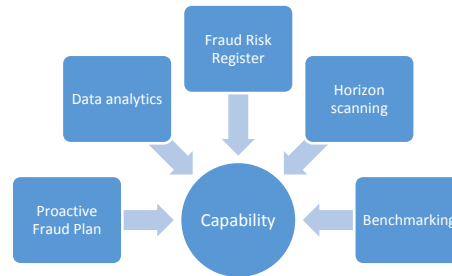 Fraud Risk
Register
Data analytics
Horizon
scanning
Proactive
Fraud Plan
Capability
Benchmarking